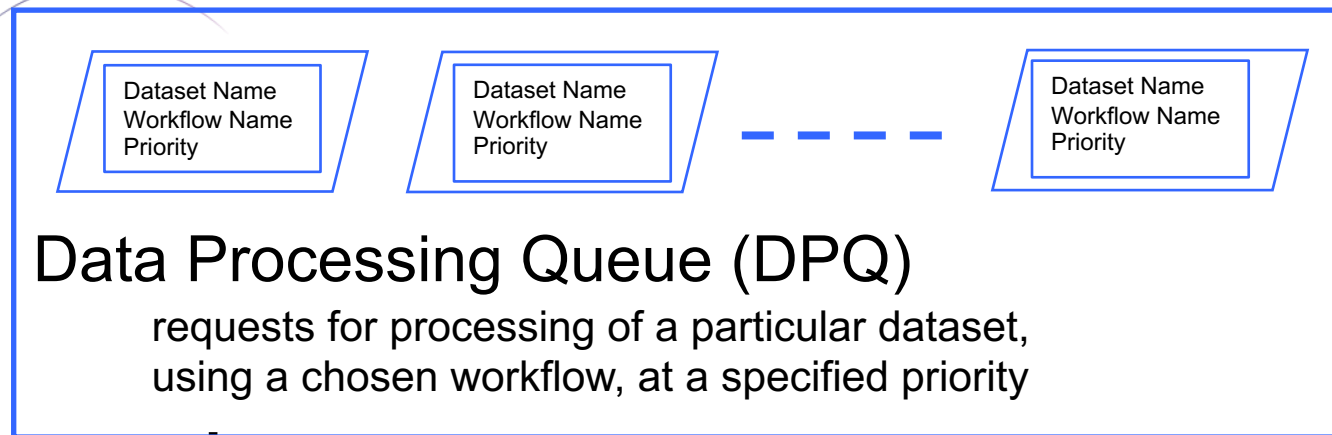 Dataset Name
Workflow Name
Priority
Dataset Name
Workflow Name
Priority
Dataset Name
Workflow Name
Priority
Data Processing Queue (DPQ)
requests for processing of a particular dataset,
using a chosen workflow, at a specified priority